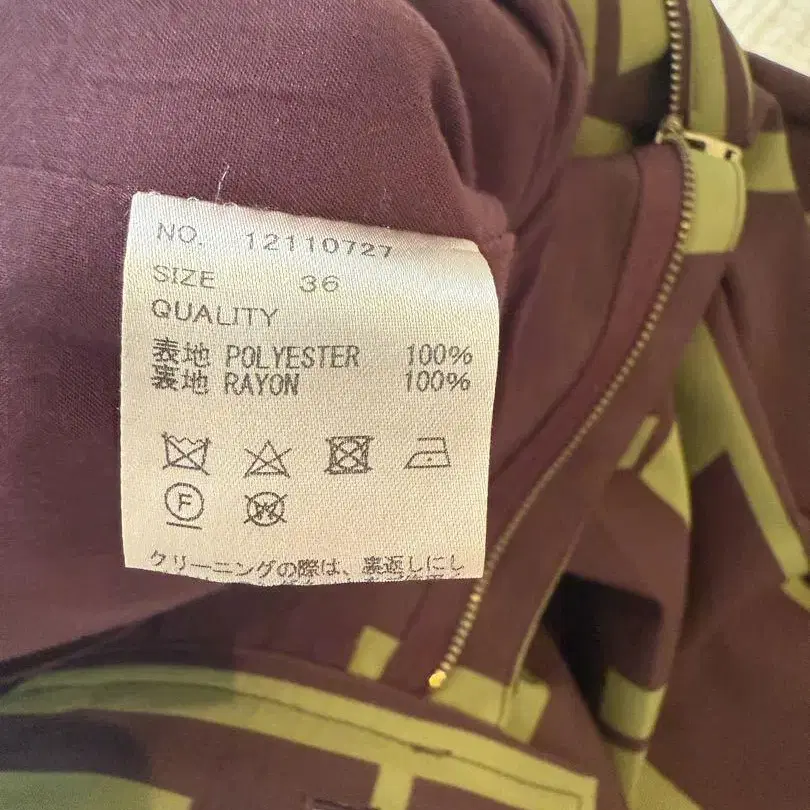 NO. 12110727
SIZE 36
QUALITY
表地 POLYESTER 100%
裏地 RAYON 100%
F
クリーニングの際は、裏返しにし